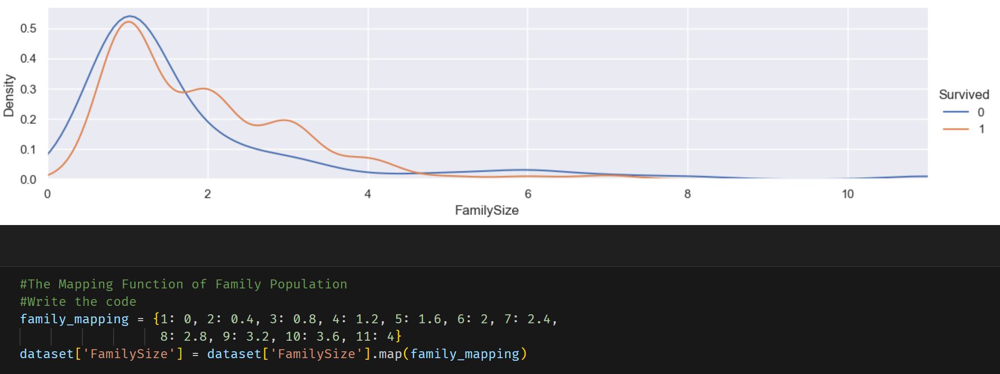 0.5
0.4
0.3
0.2
0.1
0.0
Density
0 2 4 6 8 10
FamilySize
Survived
0
1
#The Mapping Function of Family Population
#Write the code
family_mapping = {1: 0, 2: 0.4, 3: 0.8, 4: 1.2, 5: 1.6, 6: 2, 7: 2.4,
8: 2.8, 9: 3.2, 10: 3.6, 11: 4}
dataset['FamilySize'] = dataset['FamilySize'].map(family_mapping)